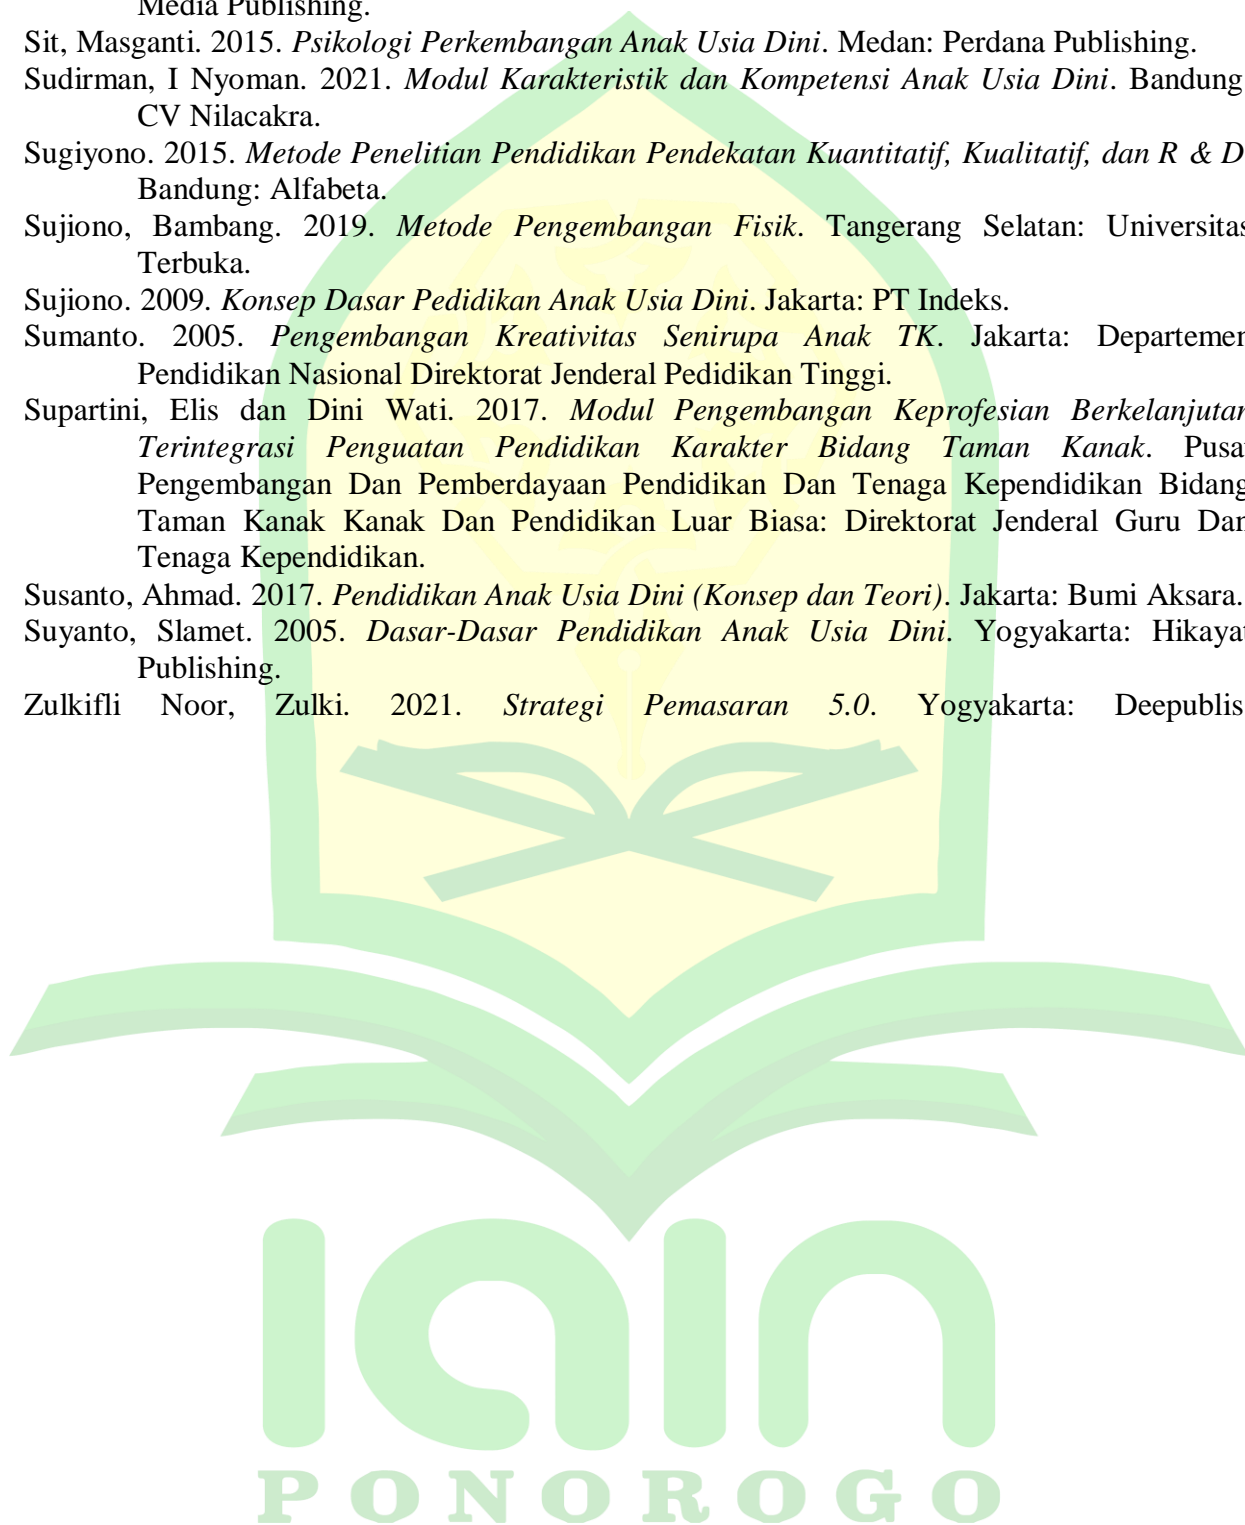 Media Publishing.
Sit, Masganti. 2015. Psikologi Perkembangan Anak Usia Dini. Medan: Perdana Publishing.
Sudirman, I Nyoman. 2021. Modul Karakteristik dan Kompetensi Anak Usia Dini. Bandung
CV Nilacakra.
Sugiyono. 2015. Metode Penelitian Pendidikan Pendekatan Kuantitatif, Kualitatif, dan R & D
Bandung: Alfabeta.
Sujiono, Bambang. 2019. Metode Pengembangan Fisik. Tangerang Selatan: Universitas
Terbuka.
Sujiono. 2009. Konsep Dasar Pedidikan Anak Usia Dini. Jakarta: PT Indeks.
Sumanto. 2005. Pengembangan Kreativitas Senirupa Anak TK. Jakarta: Departemen
Pendidikan Nasional Direktorat Jenderal Pedidikan Tinggi.
Supartini, Elis dan Dini Wati. 2017. Modul Pengembangan Keprofesian Berkelanjutan
Terintegrasi Penguatan Pendidikan Karakter Bidang Taman Kanak. Pusat
Pengembangan Dan Pemberdayaan Pendidikan Dan Tenaga Kependidikan Bidang
Taman Kanak Kanak Dan Pendidikan Luar Biasa: Direktorat Jenderal Guru Dan
Tenaga Kependidikan.
Susanto, Ahmad. 2017. Pendidikan Anak Usia Dini (Konsep dan Teori). Jakarta: Bumi Aksara.
Suyanto, Slamet. 2005. Dasar-Dasar Pendidikan Anak Usia Dini. Yogyakarta: Hikayat
Publishing.
Zulkifli Noor, Zulki. 2021. Strategi Pemasaran 5.0. Yogyakarta: Deepublis
iain
PONOROGO